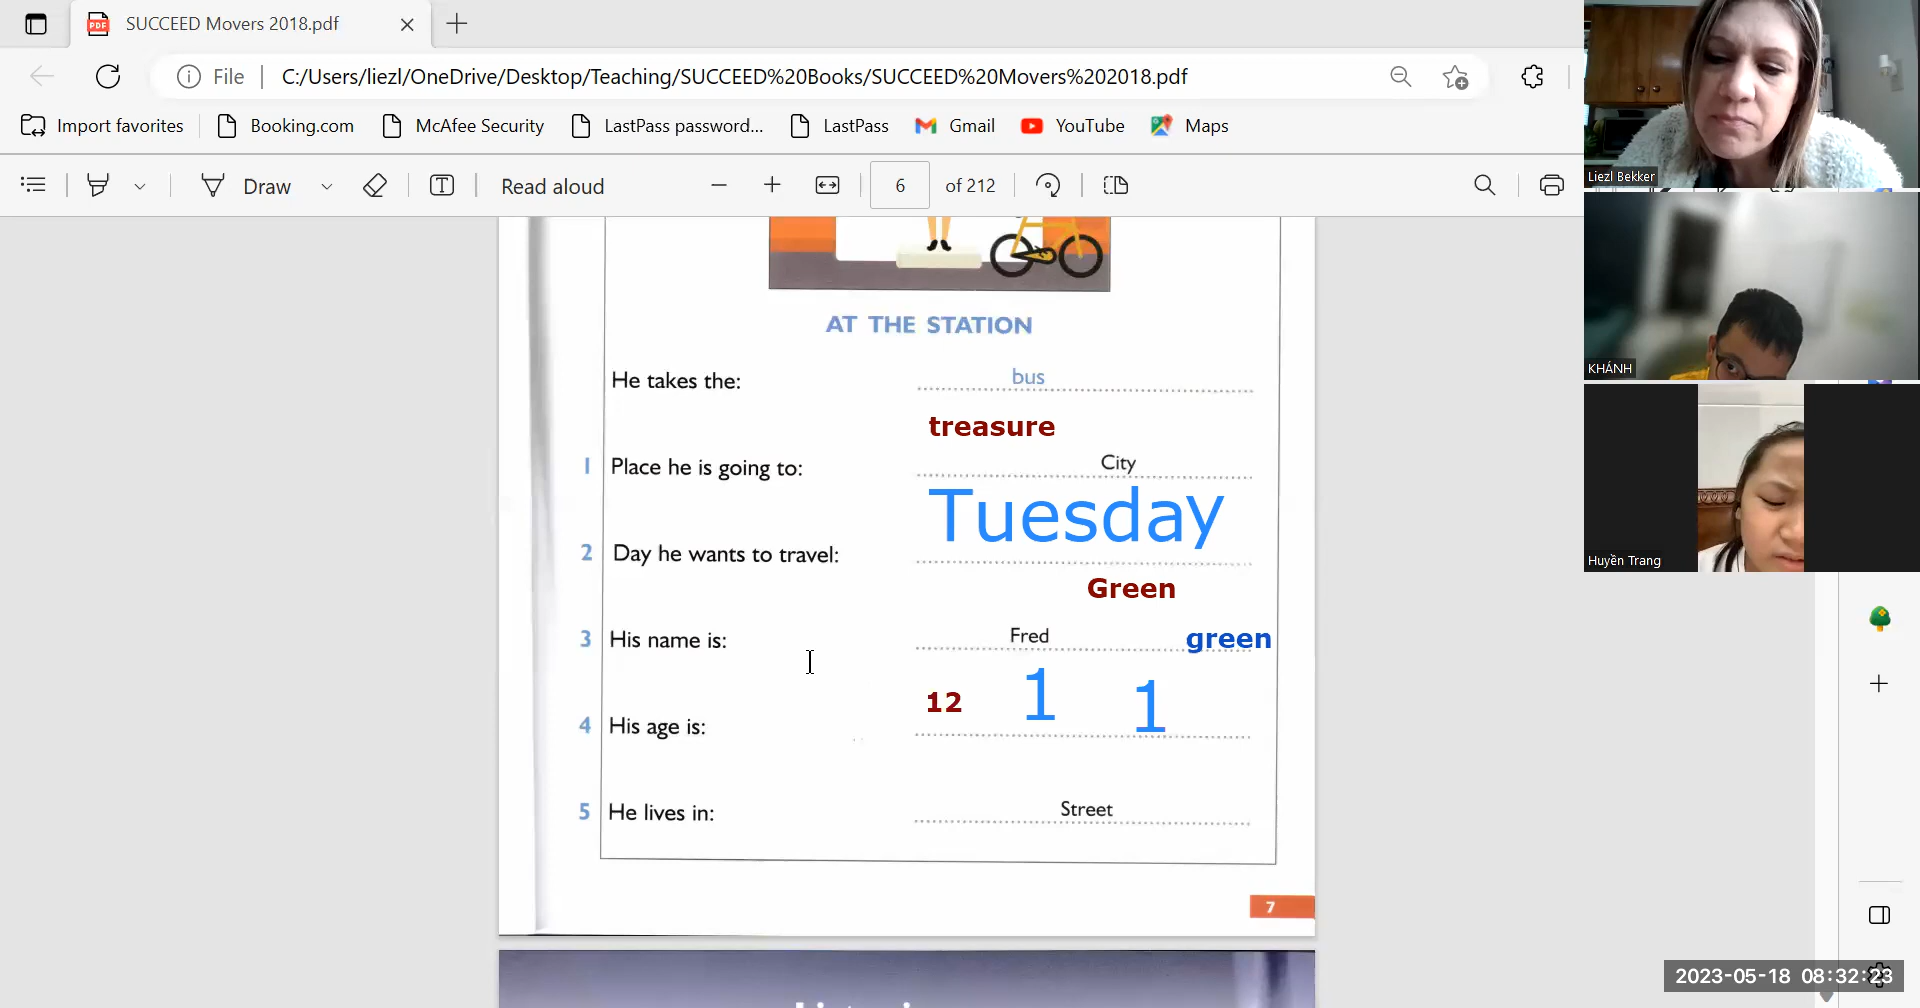 SUCCEED Movers 2018.pdf
File C:/Users/liezl/OneDrive/Desktop/Teaching/SUCCEED%20Books/SUCCEED%20Movers%202018.pdf
Import favorites Booking.com McAfee Security LastPass password... LastPass Gmail YouTube Maps
Draw Read aloud 6 of 212
Liezl Bekker
KHÁNH
Huyền Trang
AT THE STATION
He takes the: bus
treasure
1 Place he is going to: City
Tuesday
2 Day he wants to travel:
Green
3 His name is: Fred green
12 1 1
4 His age is:
5 He lives in: Street
7
2023-05-18 08:32:23